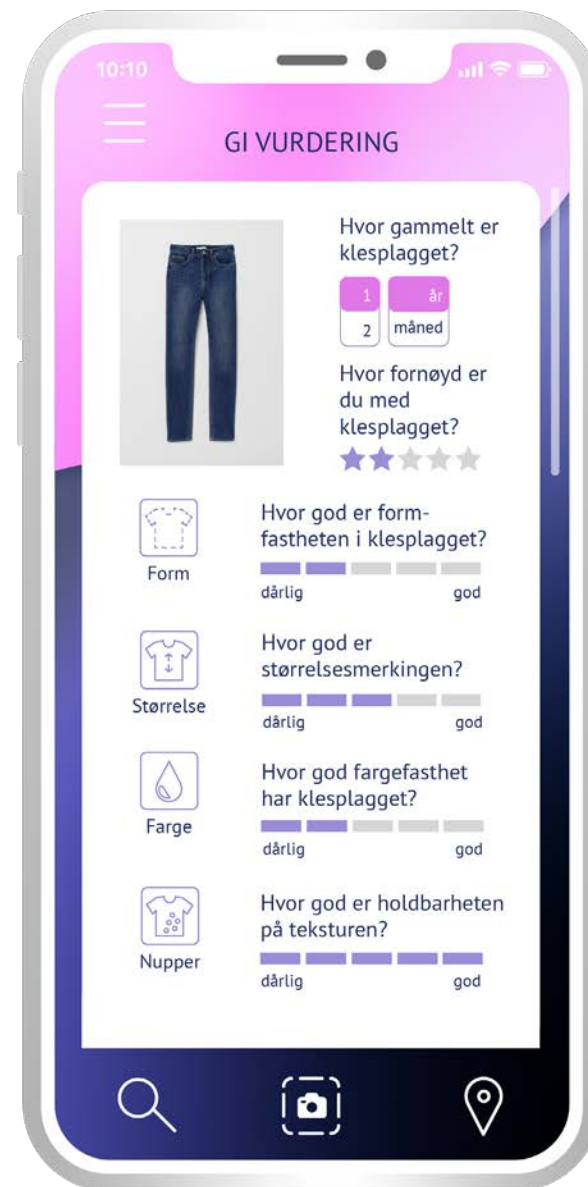 10:10
GI VURDERING
Hvor gammelt er
klesplagget?
1 år
2 måned
Hvor fornøyd er
du med
klesplagget?
Form
Hvor god er form-
fastheten i klesplagget?
dårlig god
Størrelse
Hvor god er
størrelsesmerkingen?
dårlig god
Farge
Hvor god fargefasthet
har klesplagget?
dårlig god
Nupper
Hvor god er holdbarheten
på teksturen?
dårlig god